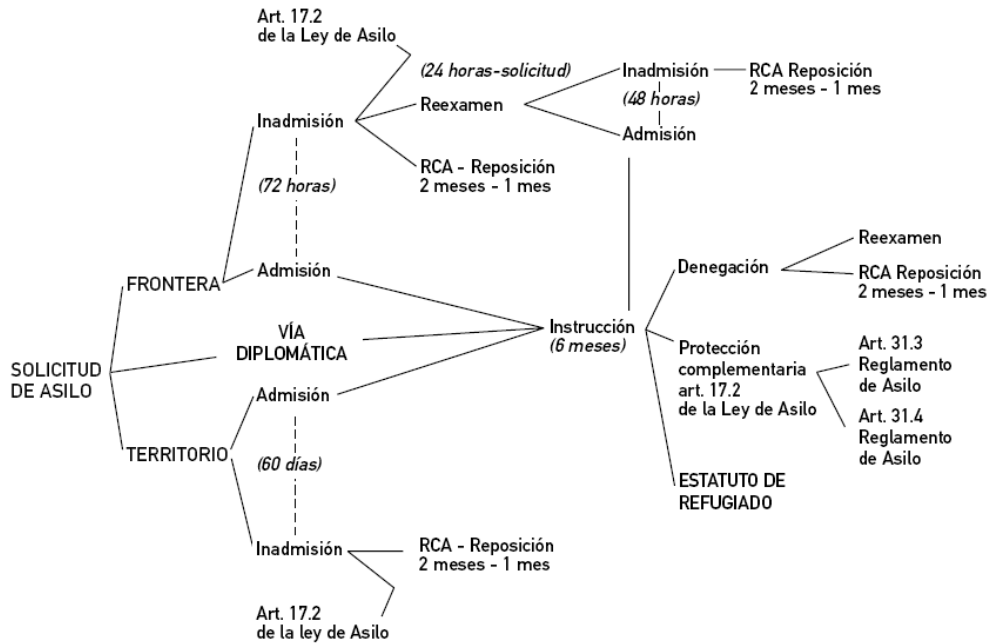 Art. 17.2
de la Ley de Asilo
(24 horas-solicitud)
Inadmisión
RCA Reposición
2 meses - 1 mes
(48 horas)
Reexamen
Inadmisión
Admisión
RCA - Reposición
2 meses - 1 mes
(72 horas)
Reexamen
Denegación
Admisión
RCA Reposición
2 meses - 1 mes
FRONTERA
Instrucción
(6 meses)
VÍA
DIPLOMÁTICA
Protección
complementaria
art. 17.2
de la Ley de Asilo
Art. 31.3
Reglamento
de Asilo
SOLICITUD
DE ASILO
Admisión
Art. 31.4
Reglamento
de Asilo
TERRITORIO
(60 días)
ESTATUTO DE
REFUGIADO
Inadmisión
RCA - Reposición
2 meses - 1 mes
Art. 17.2
de la ley de Asilo